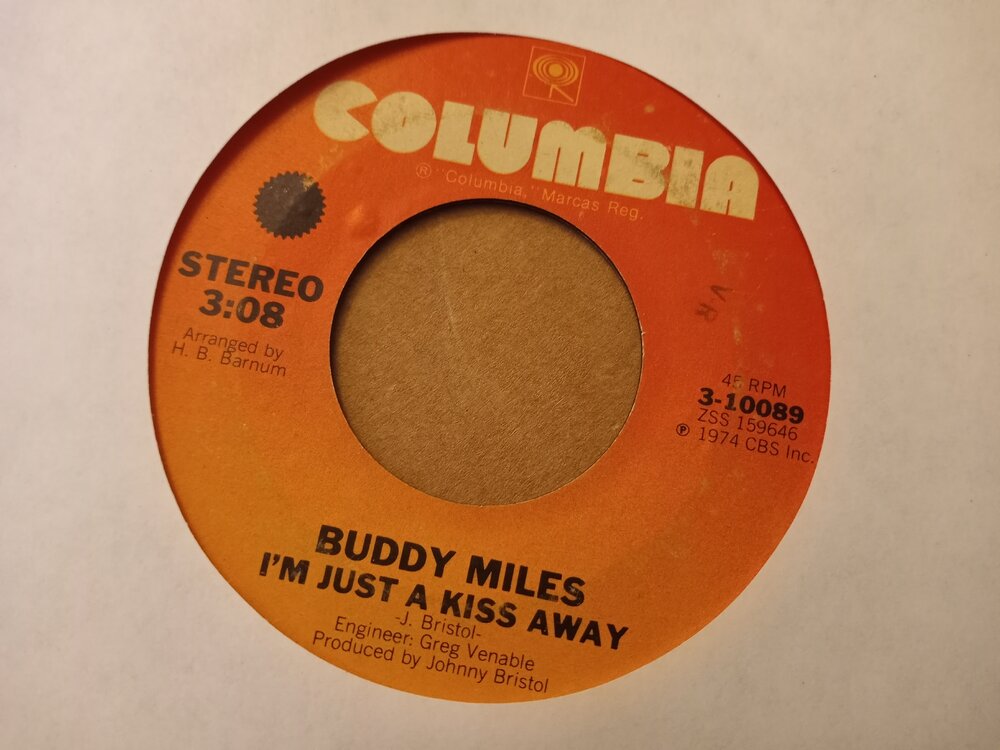 COLUMBIA
® "Columbia," Marcas Reg.
STEREO
3:08
Arranged by
H. B. Barnum
VR
45 RPM
3-10089
ZSS 159646
℗ 1974 CBS Inc.
BUDDY MILES
I'M JUST A KISS AWAY
-J. Bristol-
Engineer: Greg Venable
Produced by Johnny Bristol